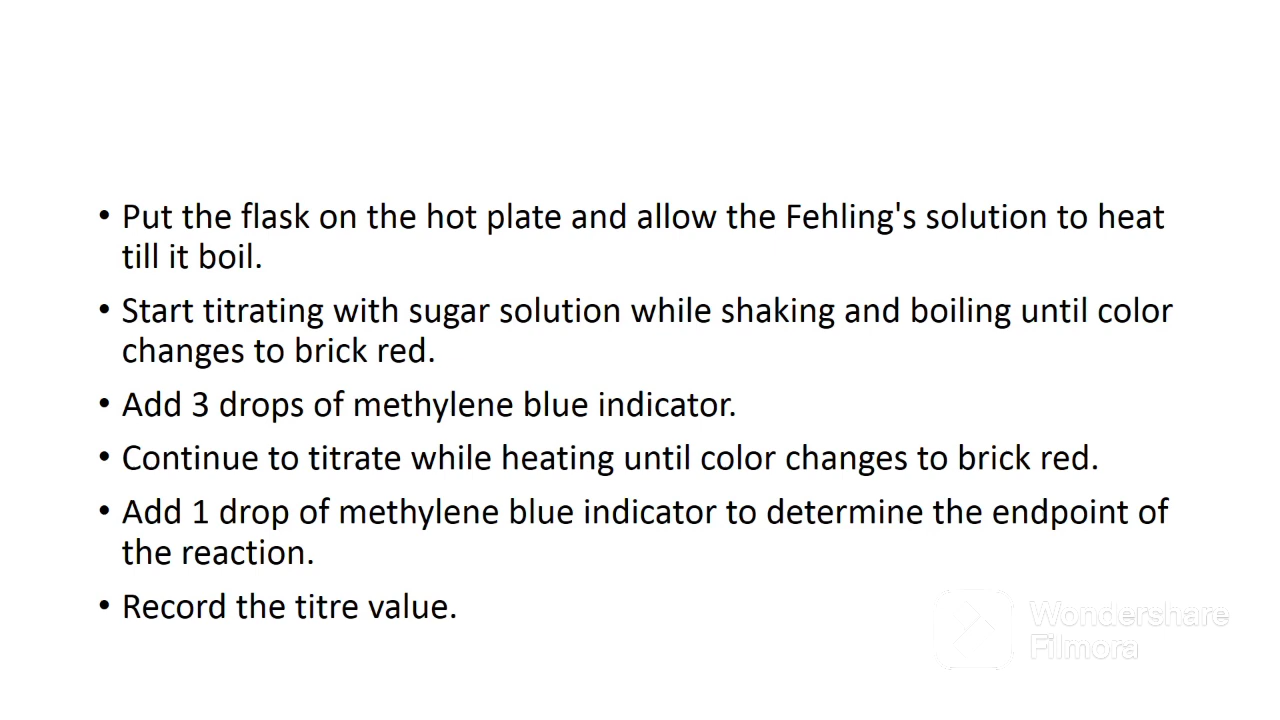 • Put the flask on the hot plate and allow the Fehling's solution to heat
till it boil.
• Start titrating with sugar solution while shaking and boiling until color
changes to brick red.
• Add 3 drops of methylene blue indicator.
• Continue to titrate while heating until color changes to brick red.
• Add 1 drop of methylene blue indicator to determine the endpoint of
the reaction.
• Record the titre value.
Wondershare
Filmora